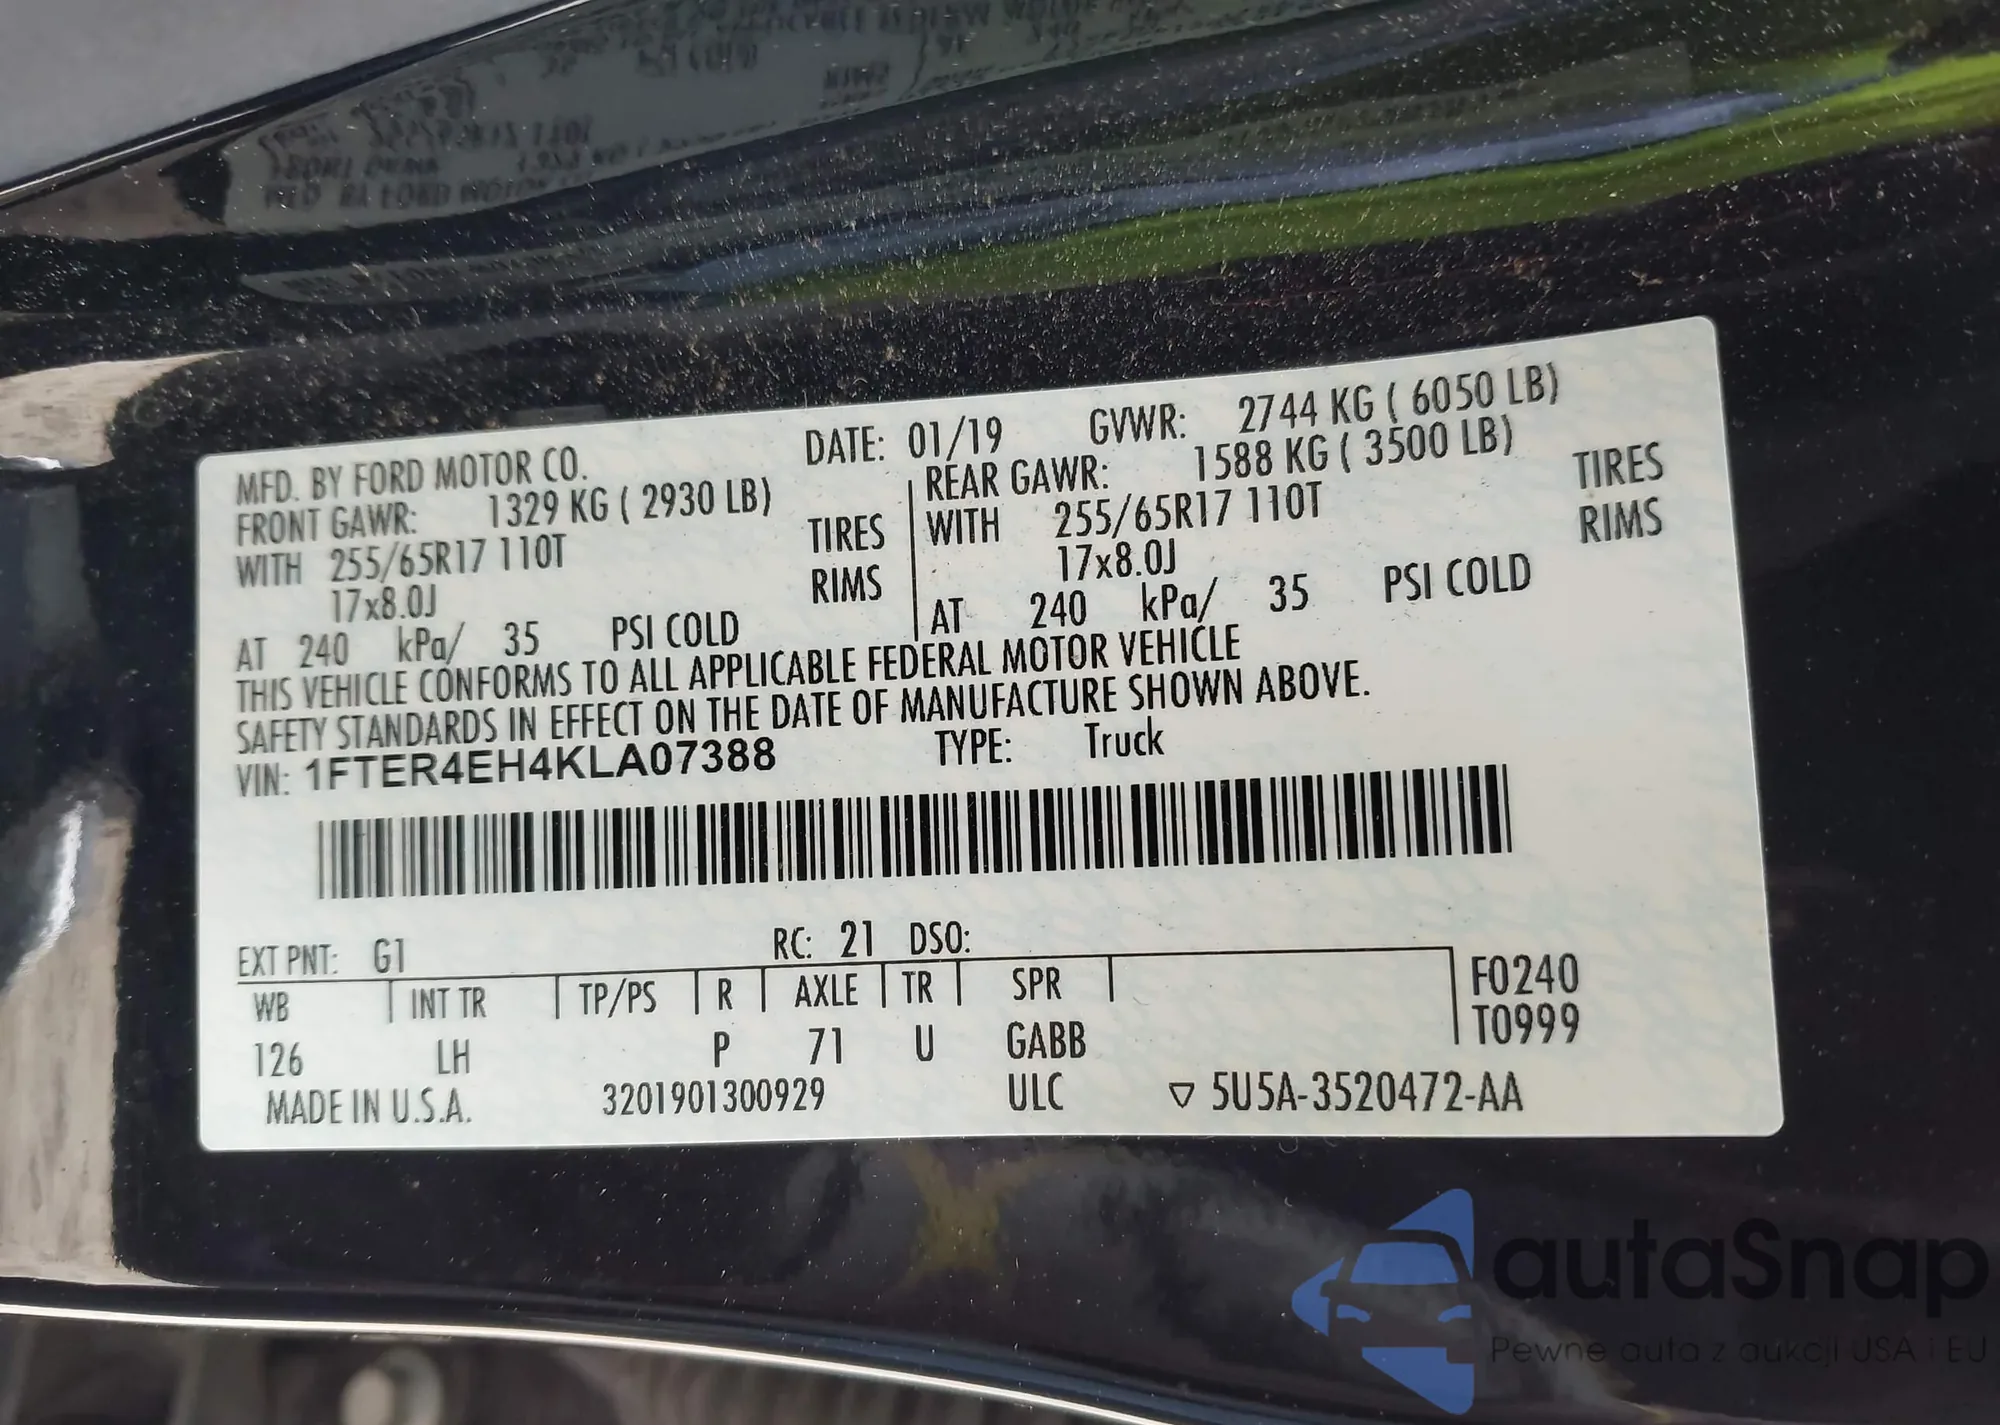 MFD. BY FORD MOTOR CO. DATE: 01/19 GVWR: 2744 KG ( 6050 LB)
FRONT GAWR: 1329 KG ( 2930 LB) REAR GAWR: 1588 KG ( 3500 LB)
WITH 255/65R17 110T TIRES WITH 255/65R17 110T TIRES
17x8.0J RIMS 17x8.0J RIMS
AT 240 kPa/ 35 PSI COLD AT 240 kPa/ 35 PSI COLD
THIS VEHICLE CONFORMS TO ALL APPLICABLE FEDERAL MOTOR VEHICLE
SAFETY STANDARDS IN EFFECT ON THE DATE OF MANUFACTURE SHOWN ABOVE.
VIN: 1FTER4EH4KLA07388 TYPE: Truck
EXT PNT: G1 RC: 21 DSO:
WB INT TR TP/PS R AXLE TR SPR F0240
T0999
126 LH P 71 U GABB
MADE IN U.S.A. 3201901300929 ULC ▽ 5U5A-3520472-AA
autoSnap
Pewne auta z aukcji USA i EU